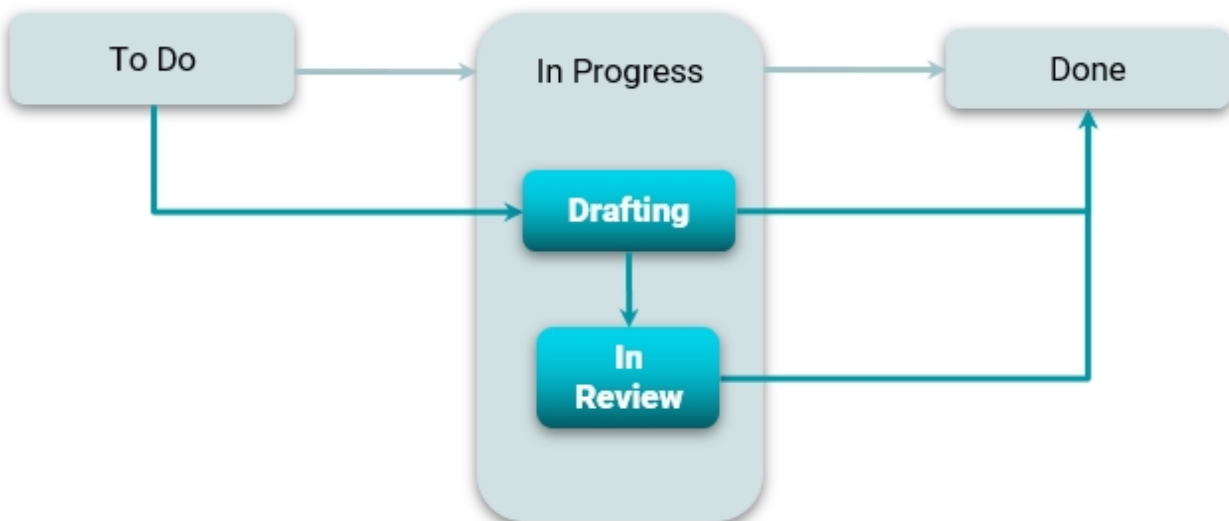 To Do
In Progress
Done
Drafting
In
Review